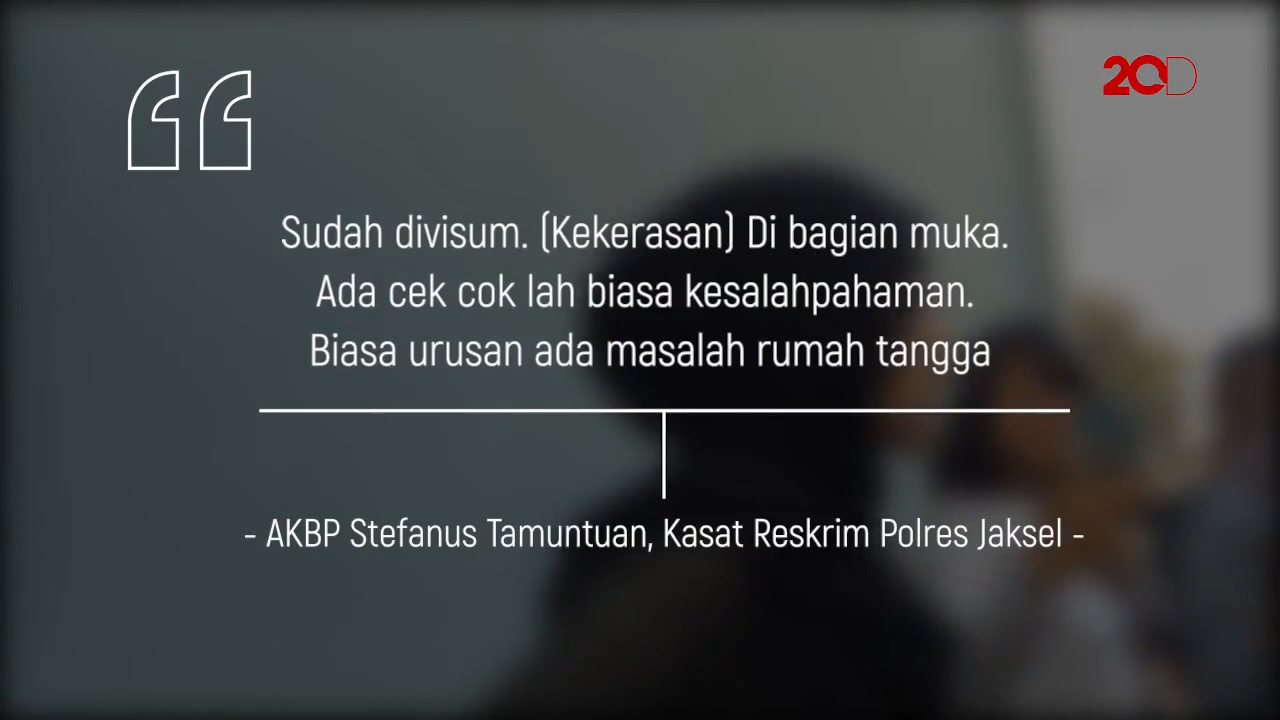 20D
Sudah divisum. (Kekerasan) Di bagian muka.
Ada cek cok lah biasa kesalahpahaman.
Biasa urusan ada masalah rumah tangga
- AKBP Stefanus Tamuntuan, Kasat Reskrim Polres Jaksel -